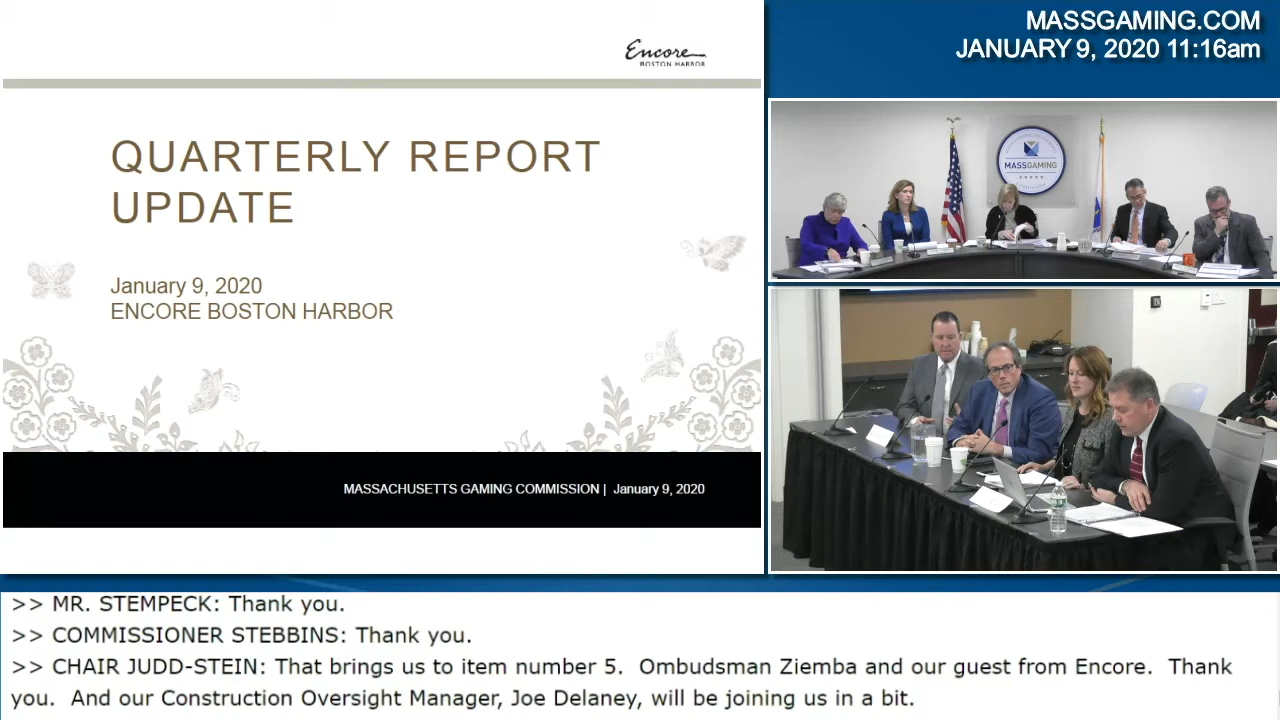 Encore
BOSTON HARBOR
QUARTERLY REPORT
UPDATE
January 9, 2020
ENCORE BOSTON HARBOR
MASSACHUSETTS GAMING COMMISSION | January 9, 2020
MASSGAMING.COM
JANUARY 9, 2020 11:16am
MASSGAMING
>> MR. STEMPECK: Thank you.
>> COMMISSIONER STEBBINS: Thank you.
>> CHAIR JUDD-STEIN: That brings us to item number 5. Ombudsman Ziemba and our guest from Encore. Thank
you. And our Construction Oversight Manager, Joe Delaney, will be joining us in a bit.